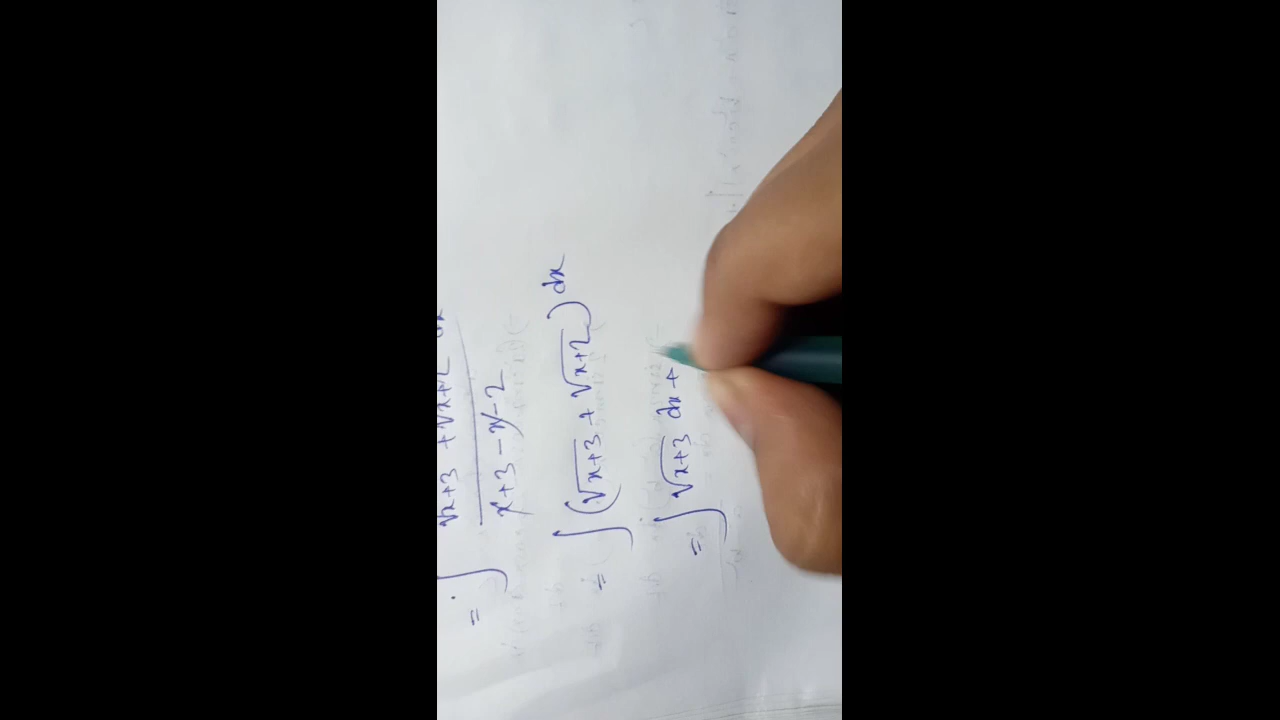 = ∫ √x+3 + √x+2 dx
x+3-x-2
= ∫ (√x+3 + √x+2) dx
= ∫ √x+3 dx +